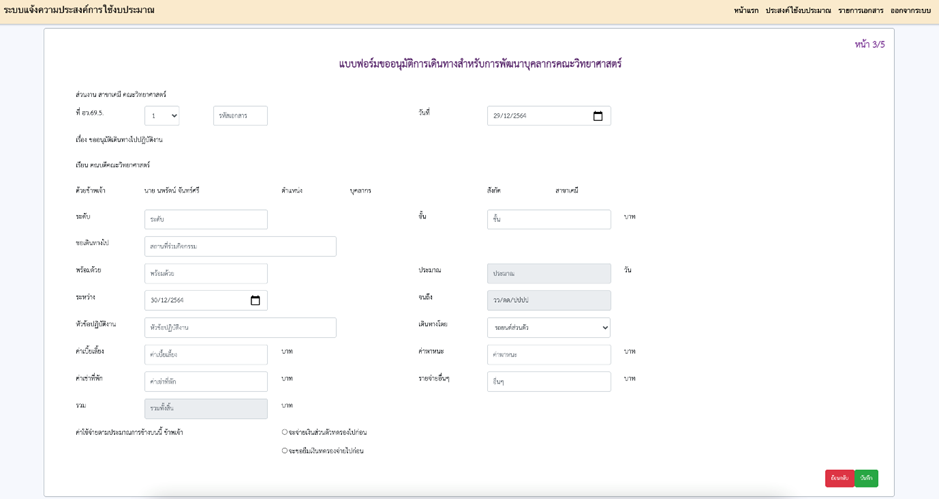 ระบบแจ้งความประสงค์การใช้งบประมาณ
หน้าแรก ประสงค์ใช้งบประมาณ รายการเอกสาร ออกจากระบบ
หน้า 3/5
แบบฟอร์มขออนุมัติการเดินทางสำหรับการพัฒนาบุคลากรคณะวิทยาศาสตร์
ส่วนงาน สาขาเคมี คณะวิทยาศาสตร์
ที่ อว.69.5. 1 รหัสเอกสาร วันที่ 29/12/2564
เรื่อง ขออนุมัติเดินทางไปปฏิบัติงาน
เรียน คณบดีคณะวิทยาศาสตร์
ด้วยข้าพเจ้า นาย นพรัตน์ จันทร์ศรี ตำแหน่ง บุคลากร สังกัด สาขาเคมี
ระดับ ระดับ ขั้น ขั้น บาท
ขอเดินทางไป สถานที่ร่วมกิจกรรม
พร้อมด้วย พร้อมด้วย ประมาณ ประมาณ วัน
ระหว่าง 30/12/2564 จนถึง วว/ดด/ปปปป
หัวข้อปฏิบัติงาน หัวข้อปฏิบัติงาน เดินทางโดย รถยนต์ส่วนตัว
ค่าเบี้ยเลี้ยง ค่าเบี้ยเลี้ยง บาท ค่าพาหนะ ค่าพาหนะ บาท
ค่าเช่าที่พัก ค่าเช่าที่พัก บาท รายจ่ายอื่นๆ อื่นๆ บาท
รวม รวมทั้งสิ้น บาท
ค่าใช้จ่ายตามประมาณการข้างบนนี้ ข้าพเจ้า จะจ่ายเงินส่วนตัวทดรองไปก่อน
จะขอยืมเงินทดรองจ่ายไปก่อน
ย้อนกลับ บันทึก